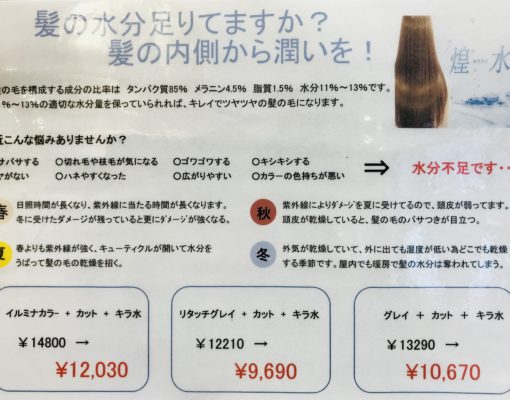 髪の水分足りてますか？
髪の内側から潤いを！
煌…水
の毛を構成する成分の比率は タンパク質85% メラニン4.5% 脂質1.5% 水分11%～13%です。
%～13%の適切な水分量を保っていられれば、キレイでツヤツヤの髪の毛になります。
近こんな悩みありませんか？
サパサする ○切れ毛や枝毛が気になる ○ゴワゴワする ○キシキシする
ヤがない ○ハネやすくなった ○広がりやすい ○カラーの色持ちが悪い
⇒ 水分不足です・・
春 日照時間が長くなり、紫外線に当たる時間が長くなります。
冬に受けたダメージが残っていると更にダメージが強くなる。
秋 紫外線によりダメージを夏に受けてるので、頭皮が弱ってます。
頭皮が乾燥していると、髪の毛のパサつきが目立つ。
夏 春よりも紫外線が強く、キューティクルが開いて水分を
うばって髪の毛の乾燥を招く。
冬 外気が乾燥していて、外に出ても湿度が低い為どこでも乾燥
する季節です。屋内でも暖房で髪の水分は奪われてしまう。
イルミナカラー + カット + キラ水
￥14800 →
¥12,030
リタッチグレイ + カット + キラ水
￥12210 →
¥9,690
グレイ + カット + キラ水
￥13290 →
¥10,670